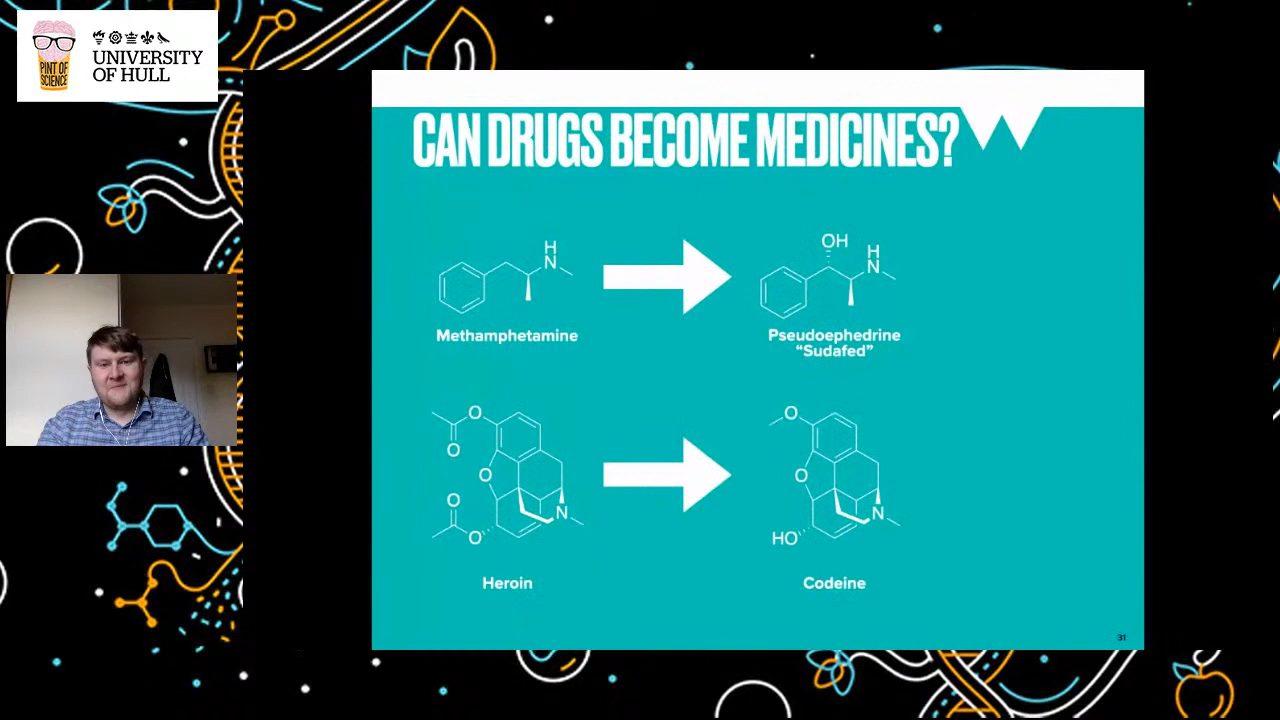 PINT OF
SCIENCE
UNIVERSITY
OF HULL
CAN DRUGS BECOME MEDICINES?
H
N
Methamphetamine
OH
H
N
Pseudoephedrine
“Sudafed”
O
O
O
O
O
N
Heroin
O
O
HO
N
Codeine
31